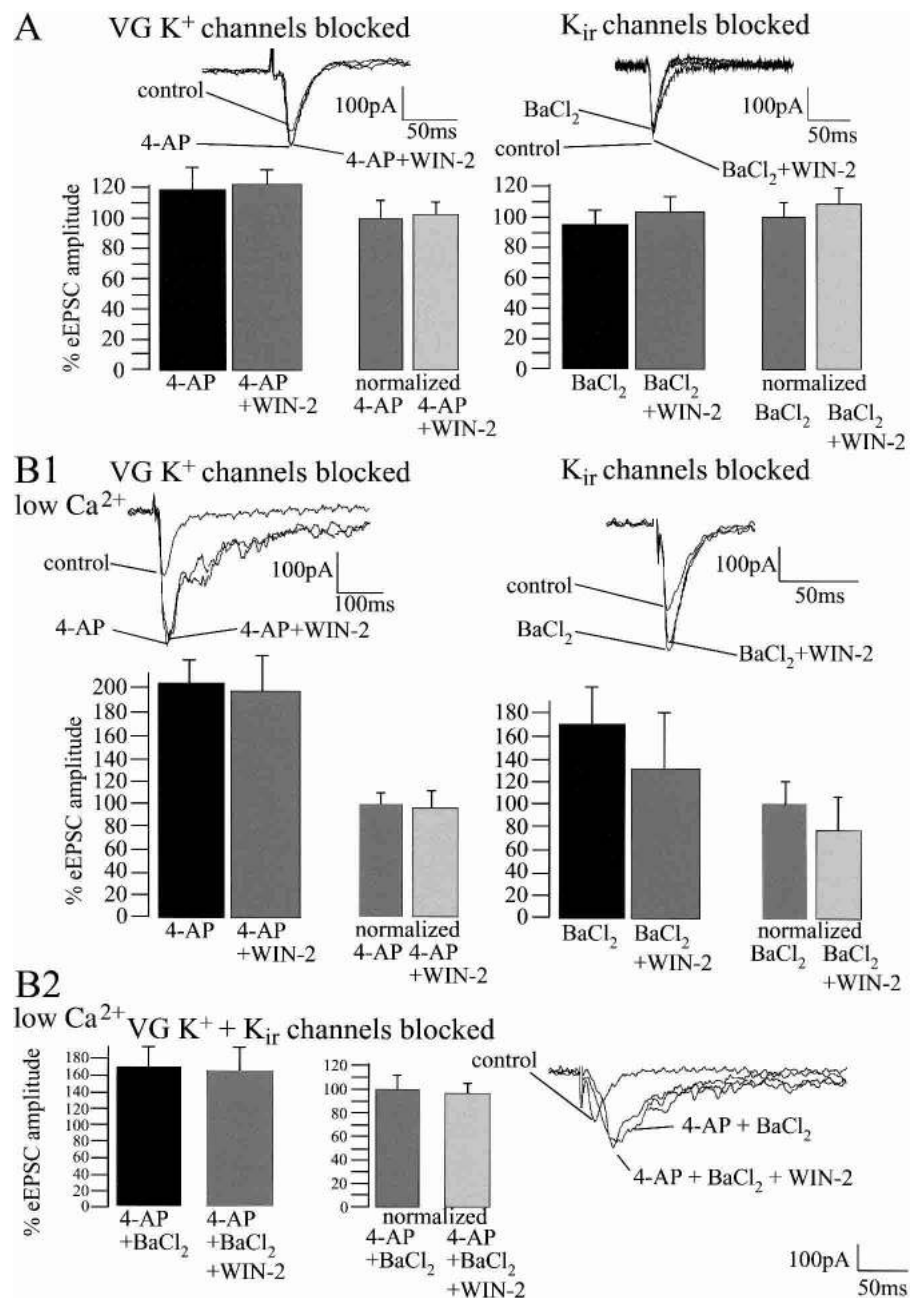 A
VG K⁺ channels blocked
control
4-AP
4-AP+WIN-2
100pA
50ms
% eEPSC amplitude
120
100
80
60
40
20
0
4-AP
4-AP
+WIN-2
normalized
4-AP
4-AP
+WIN-2
Kir channels blocked
BaCl₂
control
BaCl₂+WIN-2
100pA
50ms
120
100
80
60
40
20
0
BaCl₂
BaCl₂
+WIN-2
normalized
BaCl₂
BaCl₂
+WIN-2
B1
low Ca²⁺
VG K⁺ channels blocked
control
4-AP
4-AP+WIN-2
100pA
100ms
% eEPSC amplitude
200
180
160
140
120
100
80
60
40
20
0
4-AP
4-AP
+WIN-2
normalized
4-AP
4-AP
+WIN-2
Kir channels blocked
control
BaCl₂
BaCl₂+WIN-2
100pA
50ms
180
160
140
120
100
80
60
40
20
0
BaCl₂
BaCl₂
+WIN-2
normalized
BaCl₂
BaCl₂
+WIN-2
B2
low Ca²⁺
VG K⁺ + Kir channels blocked
% eEPSC amplitude
180
160
140
120
100
80
160
140
20
0
4-AP
+BaCl₂
4-AP
+BaCl₂
+WIN-2
120
100
80
60
40
20
0
normalized
4-AP
+BaCl₂
4-AP
+BaCl₂
+WIN-2
control
4-AP + BaCl₂
4-AP + BaCl₂ + WIN-2
100pA
50ms